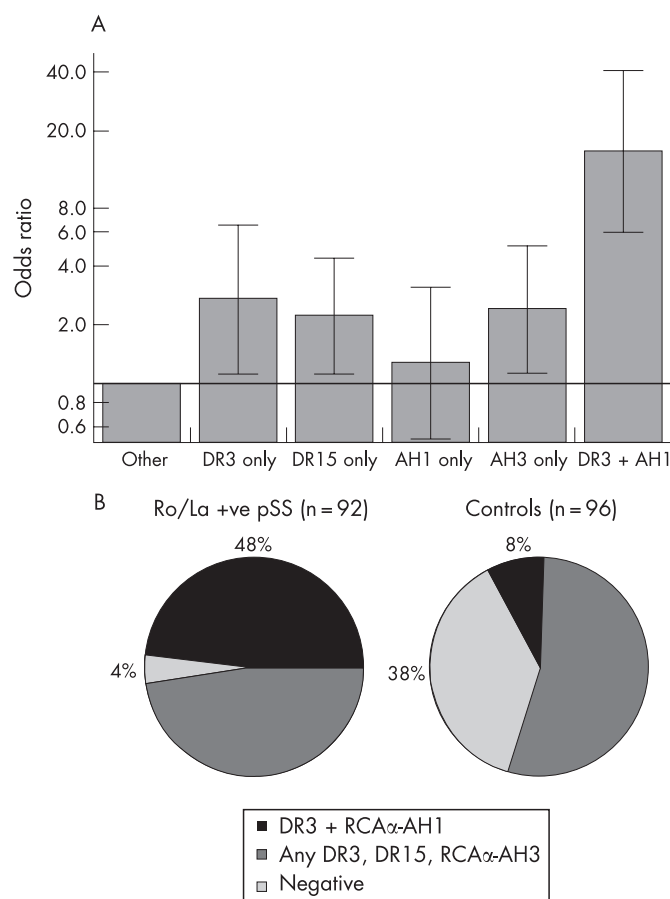 A
Odds ratio
40.0
20.0
8.0
6.0
4.0
2.0
0.8
0.6
Other DR3 only DR15 only AH1 only AH3 only DR3 + AH1
B
Ro/La +ve pSS (n = 92) Controls (n = 96)
48% 8%
4% 38%
DR3 + RCAα-AH1
Any DR3, DR15, RCAα-AH3
Negative